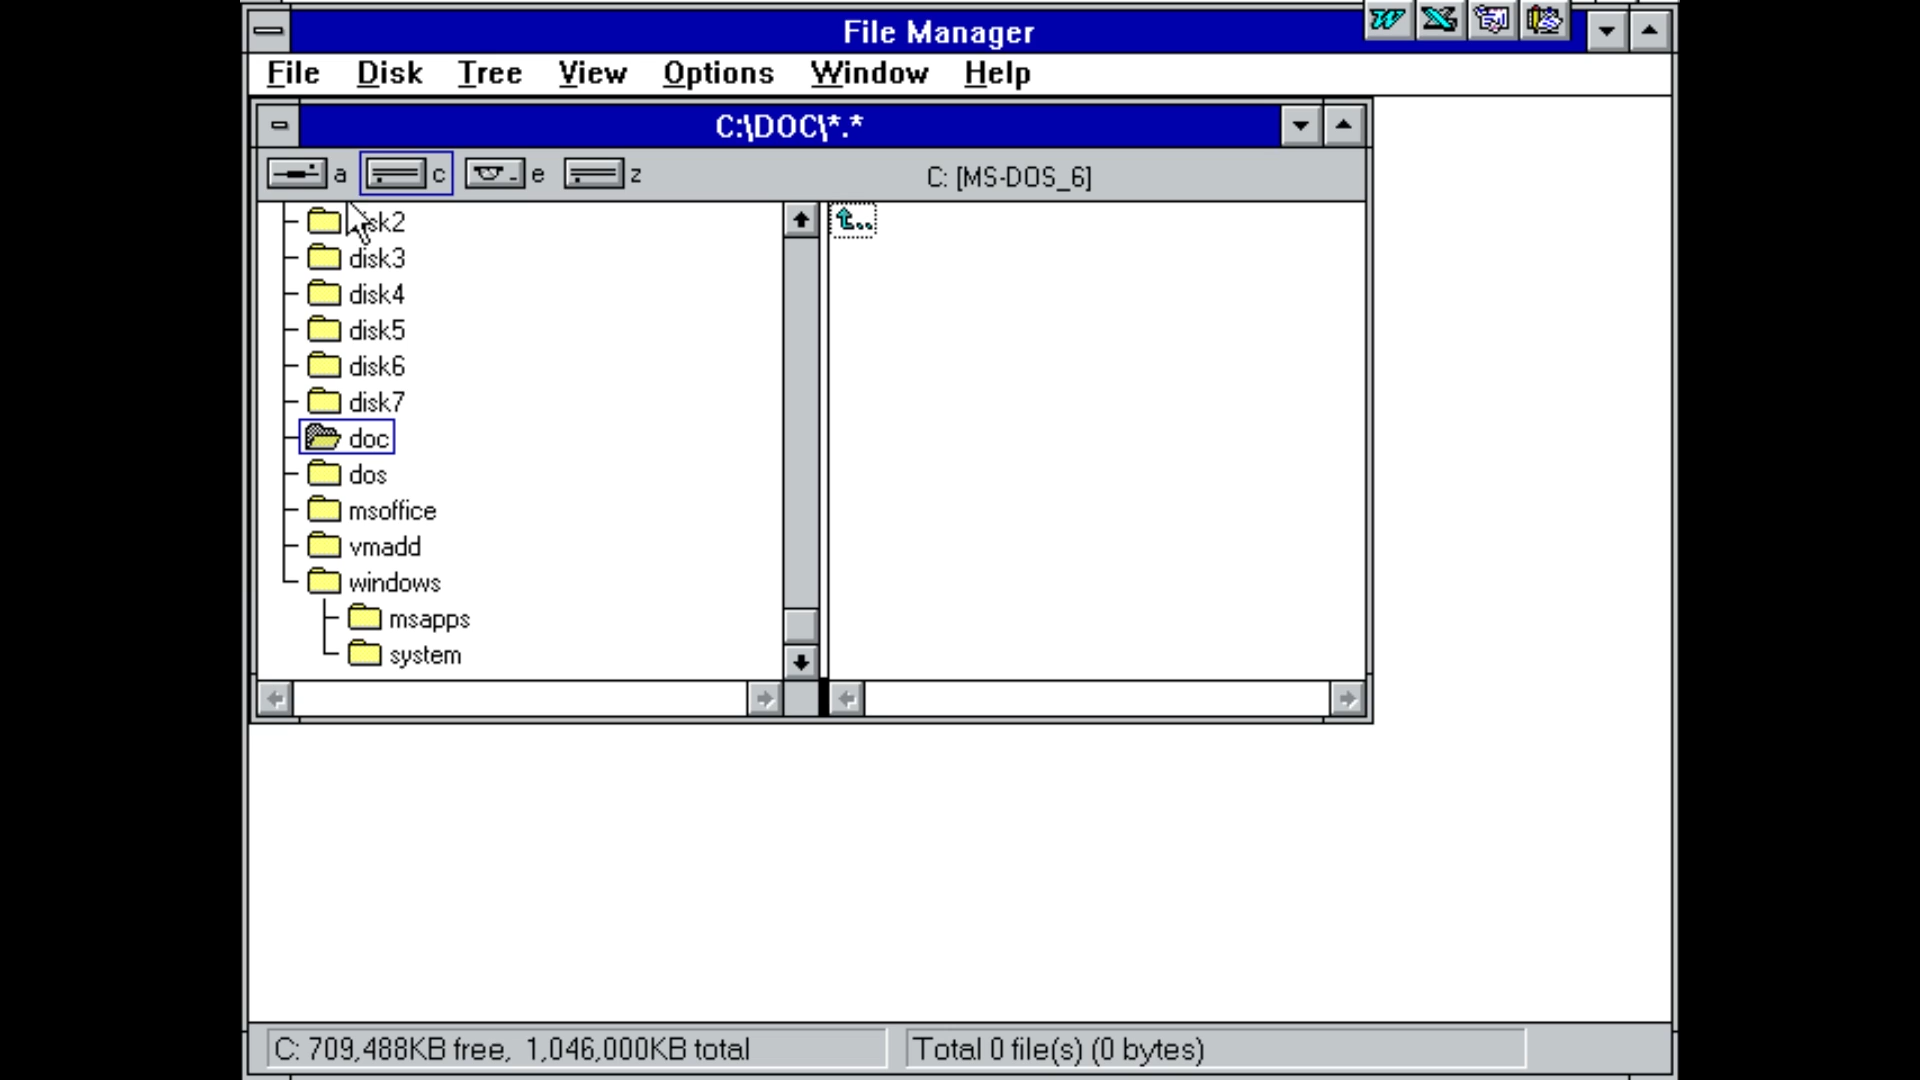 File Manager
File Disk Tree View Options Window Help
C:\DOC\*.*
a c e z C: [MS-DOS_6]
sk2
disk3
disk4
disk5
disk6
disk7
doc
dos
msoffice
vmadd
windows
msapps
system
..
C: 709,488KB free, 1,046,000KB total
Total 0 file(s) (0 bytes)